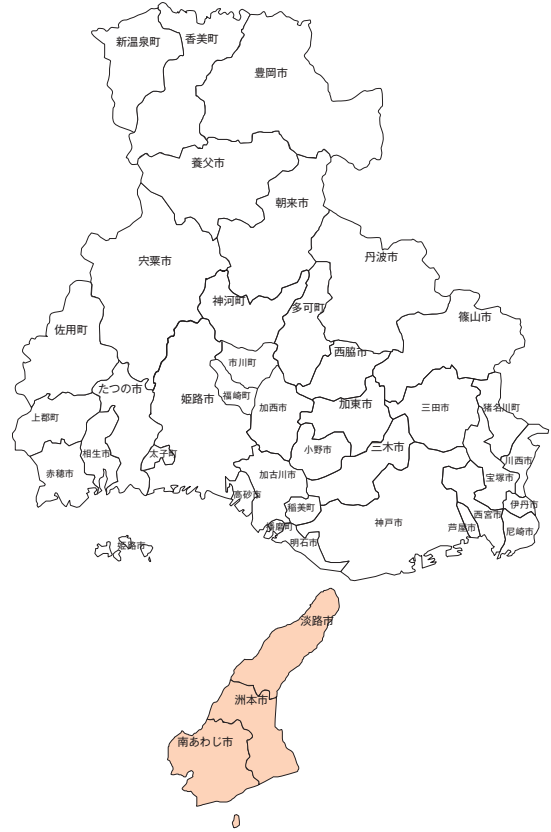 新温泉町
香美町
豊岡市
養父市
朝来市
宍粟市
丹波市
神河町
多可町
篠山市
佐用町
西脇市
市川町
たつの市
福崎町
姫路市
加西市
加東市
三田市
猪名川町
上郡町
相生市
太子町
小野市
三木市
川西市
赤穂市
加古川市
宝塚市
高砂市
稲美町
伊丹市
西宮市
播磨町
神戸市
芦屋市
尼崎市
明石市
姫路市
淡路市
洲本市
南あわじ市